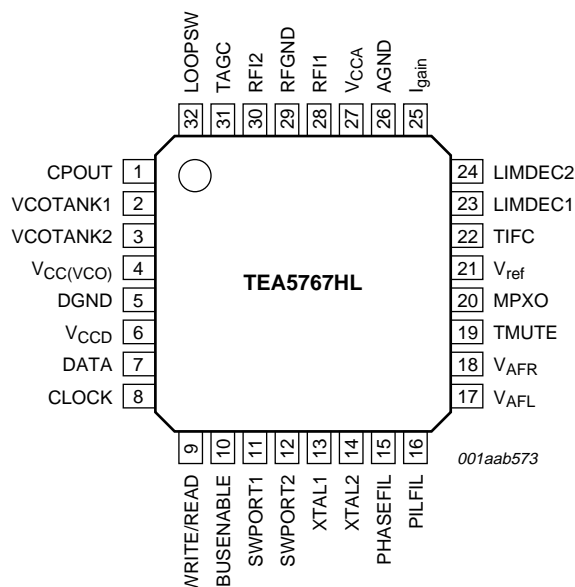 32 LOOPSW
31 TAGC
30 RFI2
29 RFGND
28 RFI1
27 VCCA
26 AGND
25 Igain
CPOUT 1
VCOTANK1 2
VCOTANK2 3
VCC(VCO) 4
DGND 5
VCCD 6
DATA 7
CLOCK 8
TEA5767HL
24 LIMDEC2
23 LIMDEC1
22 TIFC
21 Vref
20 MPXO
19 TMUTE
18 VAFR
17 VAFL
WRITE/READ 9
BUSENABLE 10
SWPORT1 11
SWPORT2 12
XTAL1 13
XTAL2 14
PHASEFIL 15
PILFIL 16
001aab573